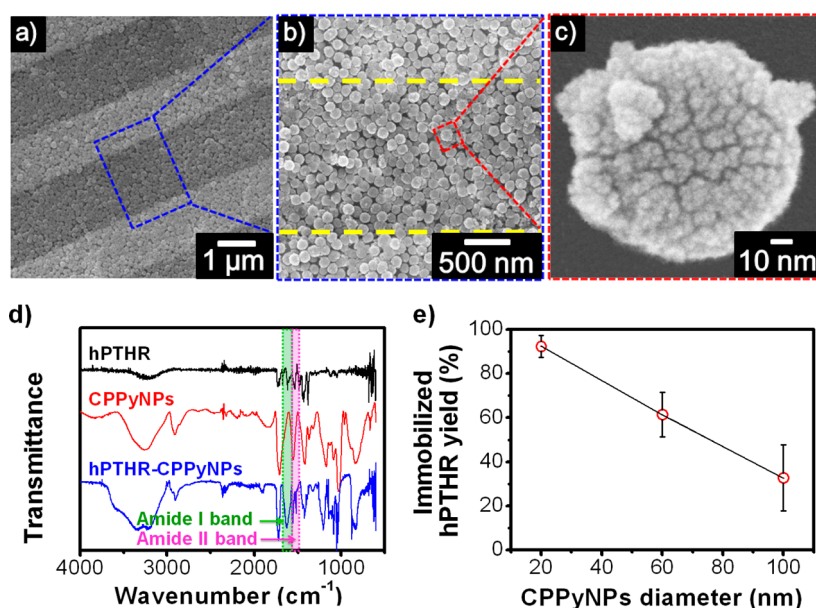 a)
1 µm
b)
500 nm
c)
10 nm
d)
hPTHR
CPPyNPs
hPTHR-CPPyNPs
Amide I band
Amide II band
Transmittance
4000 3000 2000 1000
Wavenumber (cm⁻¹)
e)
100
80
60
40
20
0
Immobilized
hPTHR yield (%)
20 40 60 80 100
CPPyNPs diameter (nm)